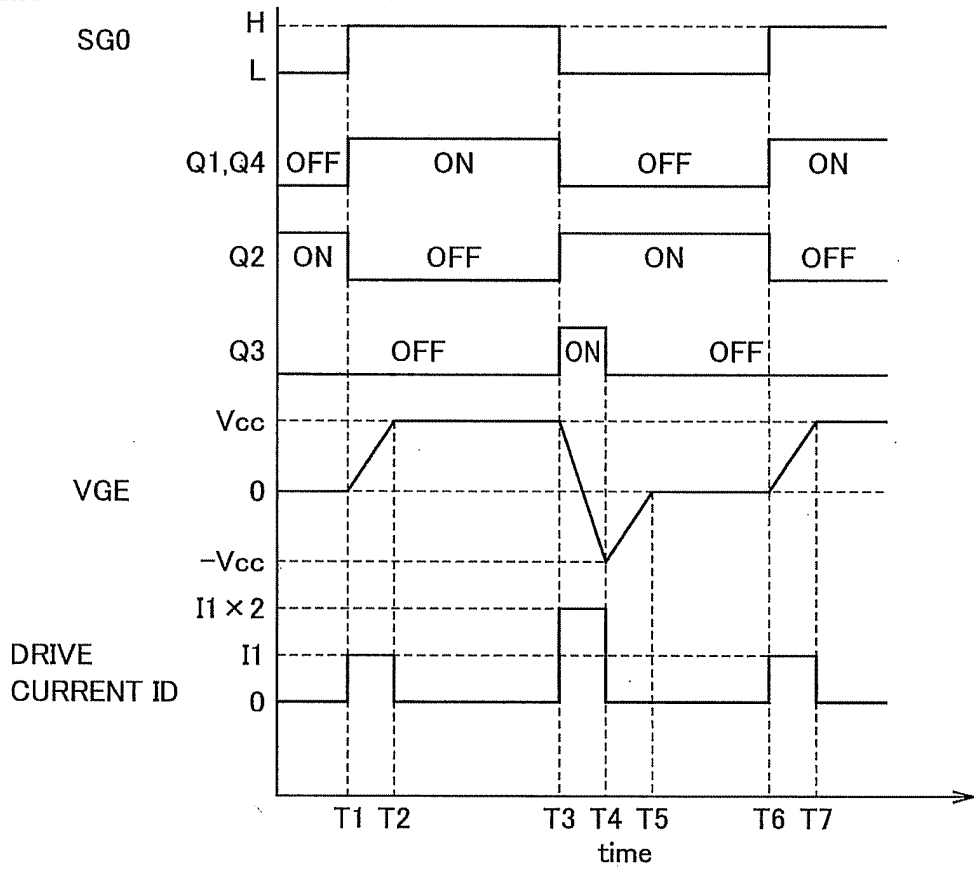 H
SG0
L
Q1,Q4 OFF ON OFF ON
Q2 ON OFF ON OFF
Q3 OFF ON OFF
Vcc
VGE 0
−Vcc
I1×2
DRIVE
CURRENT ID
I1
0
T1 T2 T3 T4 T5 T6 T7
time